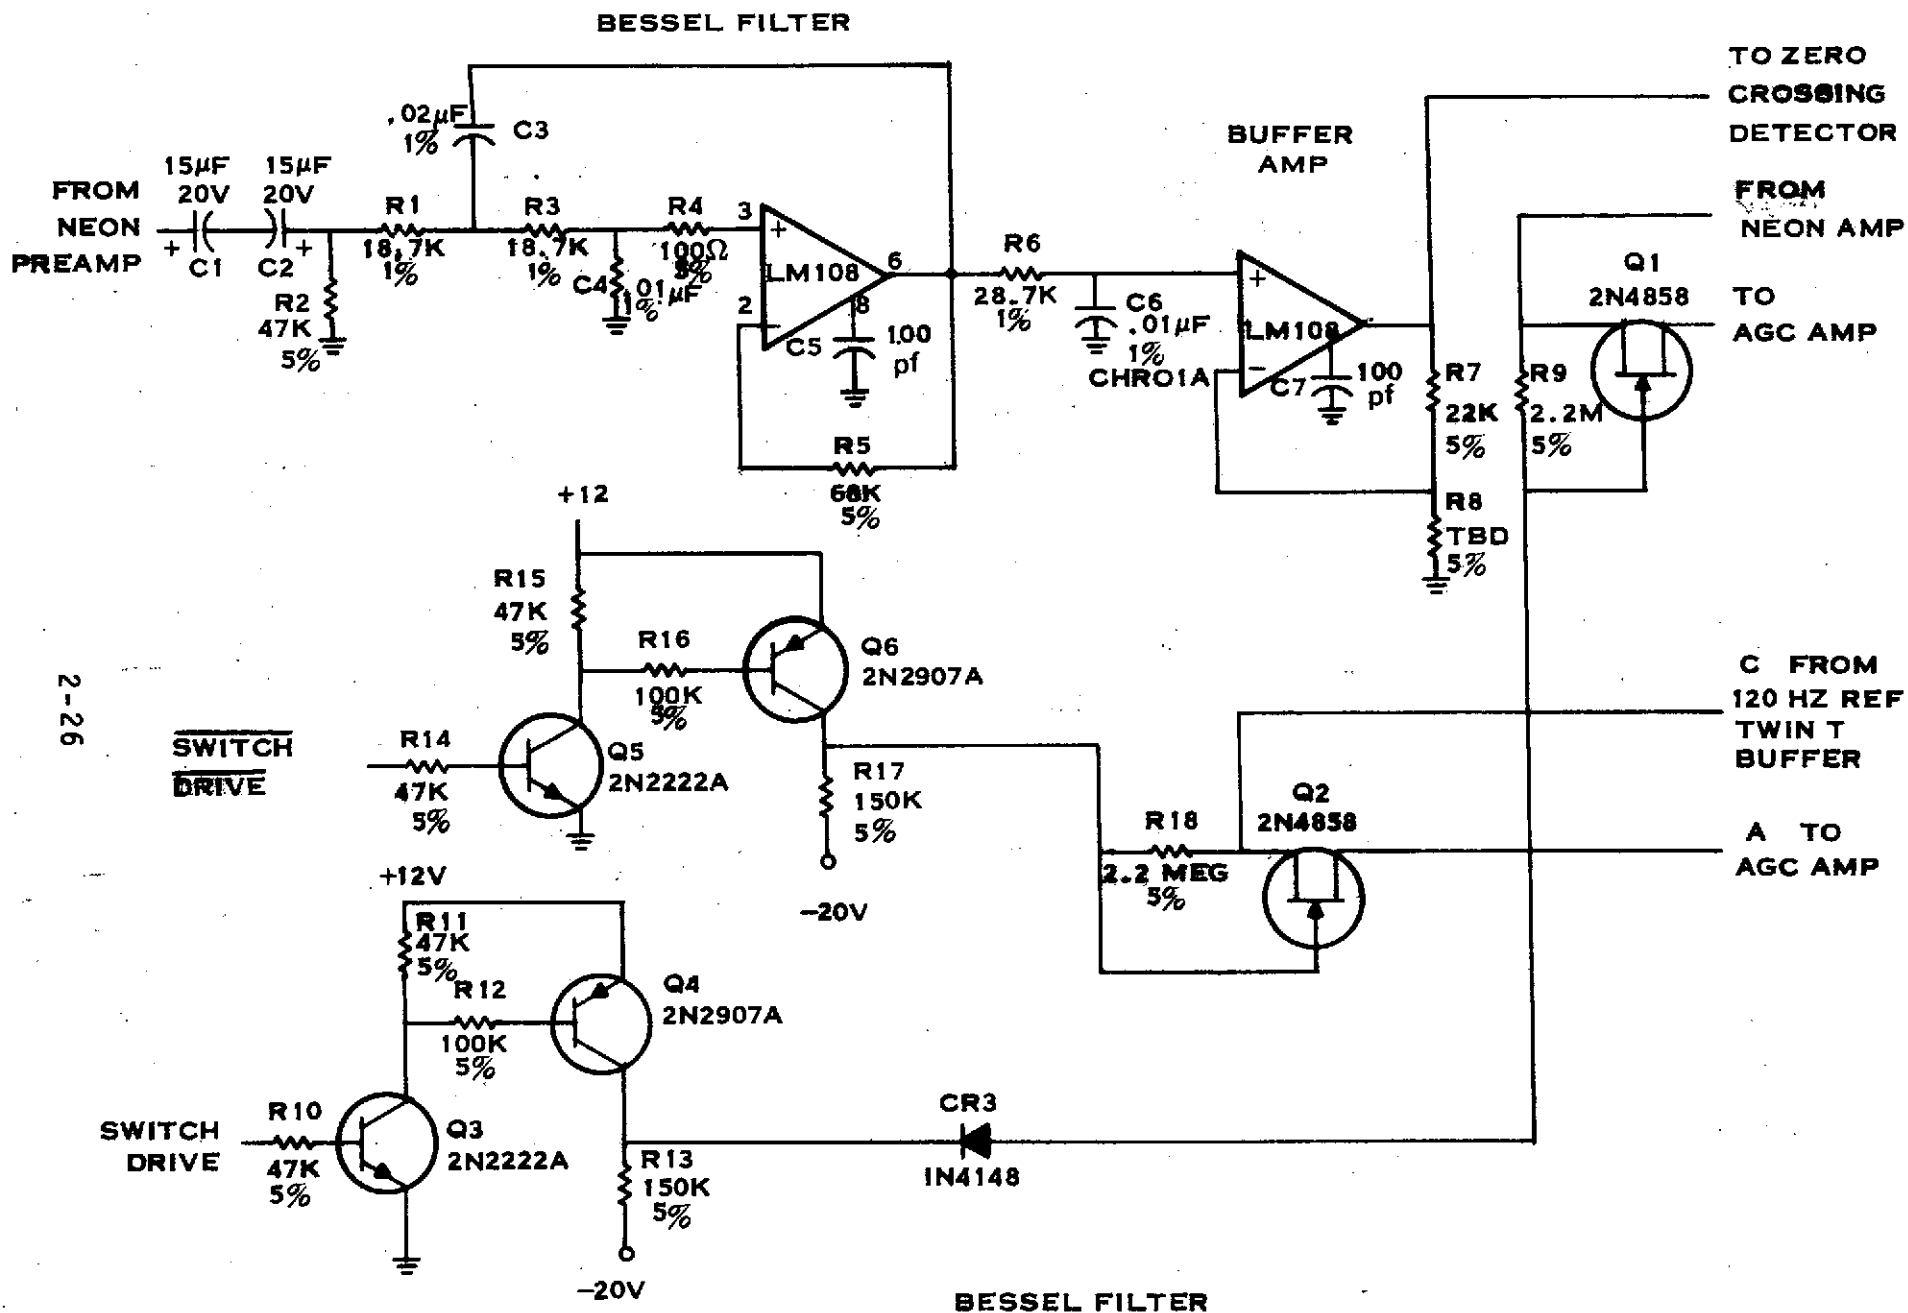 BESSEL FILTER
TO ZERO
CROSSING
DETECTOR
.02µF
1%
C3
BUFFER
AMP
15µF
20V
C1
15µF
20V
C2
FROM
NEON
PREAMP
+
+
R1
18.7K
1%
R3
18.7K
1%
R4
100Ω
5%
3
+
LM108
6
2
−
8
R2
47K
5%
C4
.01µF
1%
C5
100
pf
R6
28.7K
1%
C6
.01µF
1%
CHRO1A
+
LM108
−
C7
100
pf
FROM
NEON AMP
Q1
2N4858
TO
AGC AMP
R7
22K
5%
R9
2.2M
5%
R5
68K
5%
R8
TBD
5%
+12
R15
47K
5%
R16
100K
5%
Q6
2N2907A
2-26
SWITCH
DRIVE
R14
47K
5%
Q5
2N2222A
R17
150K
5%
−20V
C FROM
120 HZ REF
TWIN T
BUFFER
Q2
2N4858
R18
2.2 MEG
5%
A TO
AGC AMP
+12V
R11
47K
5%
R12
100K
5%
Q4
2N2907A
SWITCH
DRIVE
R10
47K
5%
Q3
2N2222A
R13
150K
5%
−20V
CR3
IN4148
BESSEL FILTER